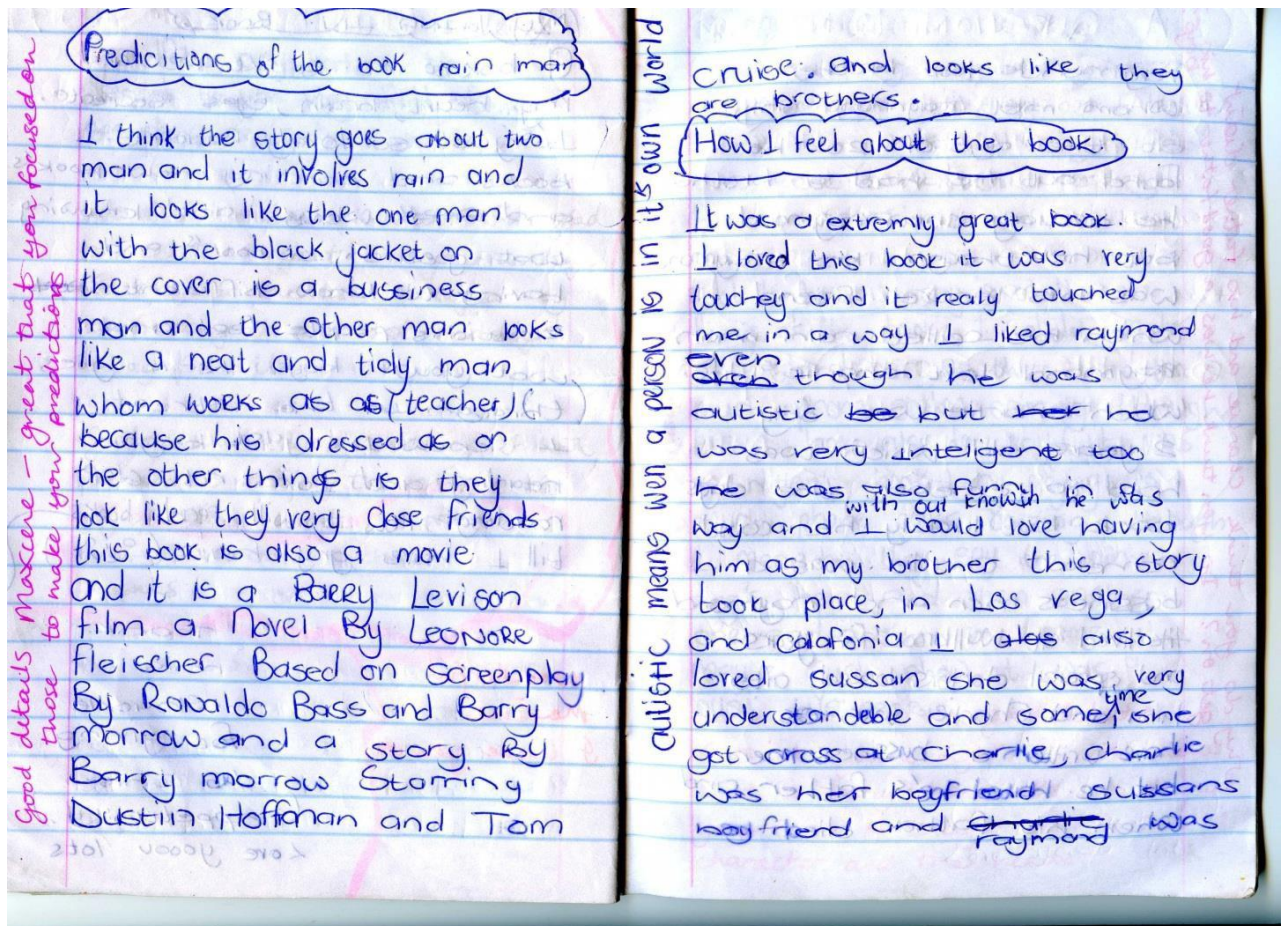 Good details Maxcene - great that you focused on
those to make your predictions
Predicitions of the book rain man
I think the story goes about two
man and it involves rain and
it looks like the one man
with the black jacket on
the cover is a bussiness
man and the other man looks
like a neat and tidy man
whom works as as (teacher)
because his dressed as on
the other things is they
look like they very close friends
this book is also a movie
and it is a BARRY Levison
film a Novel By LEONORE
Fleischer Based on screenplay
By Ronaldo Bass and Barry
morrow and a story By
Barry morrow Starring
Dustin Hoffman and Tom
cruise. And looks like they
are brothers.
How I feel about the book.
autistic means wen a person is in it's own world
It was a extremly great book.
I loved this book it was very
touchey and it realy touched
me in a way I liked raymond
even
even though he was
autistic be but he
was very Inteligent too
he was also funny in a
with out knowin he was
way and I would love having
him as my brother this story
took place, in Las vega,
and Calafonia I also
loved sussan she was very
understandeble and some time she
got cross at Charlie, charlie
was her boyfriend sussans
boyfriend and Charlie was
raymond